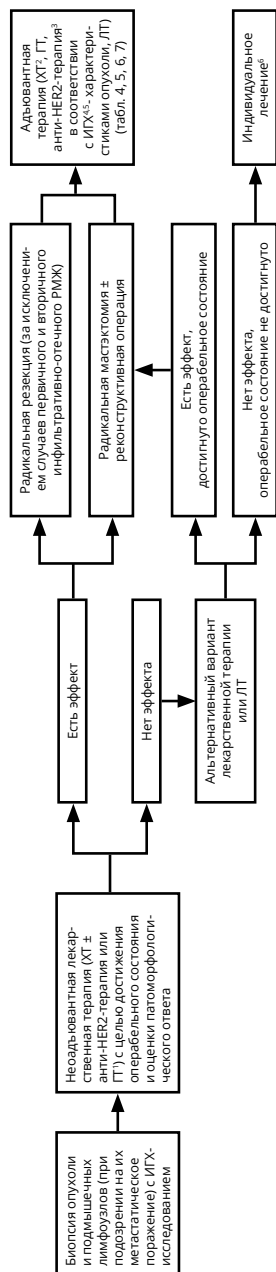 Биопсия опухоли
и подмышечных
лимфоузлов (при
подозрении на их
метастатическое
поражение) с ИГХ-
исследованием
Неоадъювантная лекар-
ственная терапия (ХТ ±
анти-HER2-терапия или
ГТ¹) с целью достижения
операбельного состояния
и оценки патоморфологи-
ческого ответа
Есть эффект
Нет эффекта
Радикальная резекция (за исключени-
ем случаев первичного и вторичного
инфильтративно-отечного РМЖ)
Радикальная мастэктомия ±
реконструктивная операция
Адъювантная
терапия (ХТ², ГТ,
анти-HER2-терапия³
в соответствии
с ИГХ⁴,⁵- характери-
стиками опухоли, ЛТ)
(табл. 4, 5, 6, 7)
Альтернативный вариант
лекарственной терапии
или ЛТ
Есть эффект,
достигнуто операбельное состояние
Нет эффекта,
операбельное состояние не достигнуто
Индивидуальное
лечение⁶